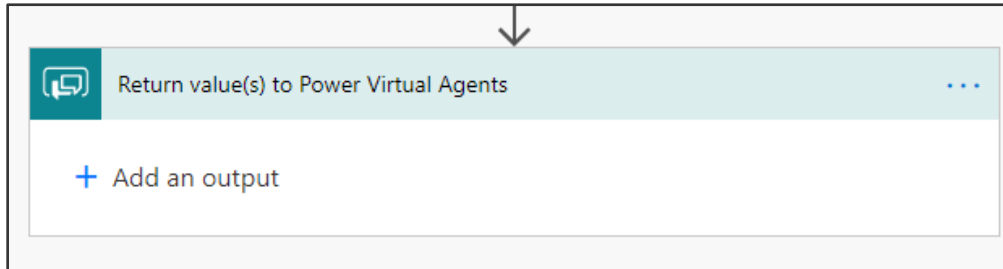 Return value(s) to Power Virtual Agents
Add an output